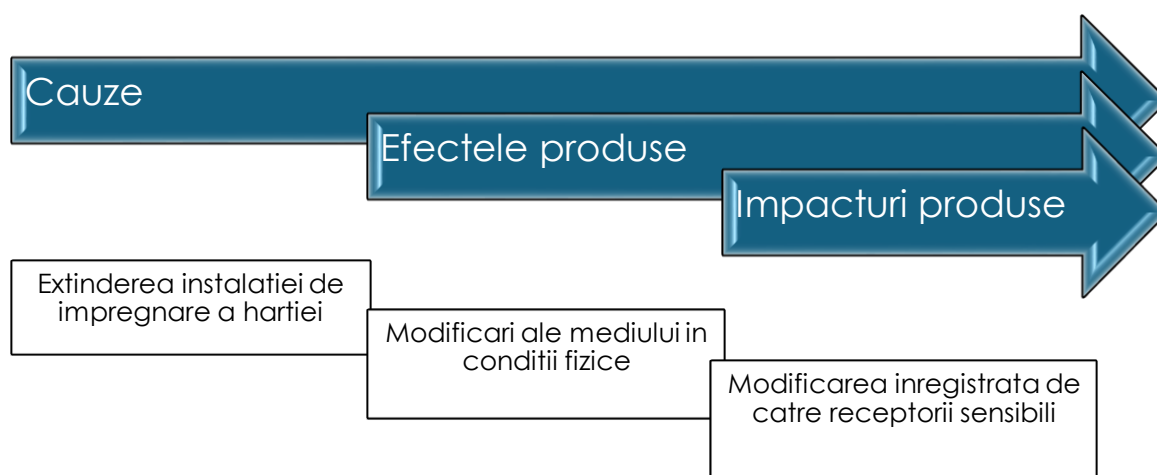 Cauze
Efectele produse
Impacturi produse
Extinderea instalatiei de
impregnare a hartiei
Modificari ale mediului in
conditii fizice
Modificarea inregistrata de
catre receptorii sensibili